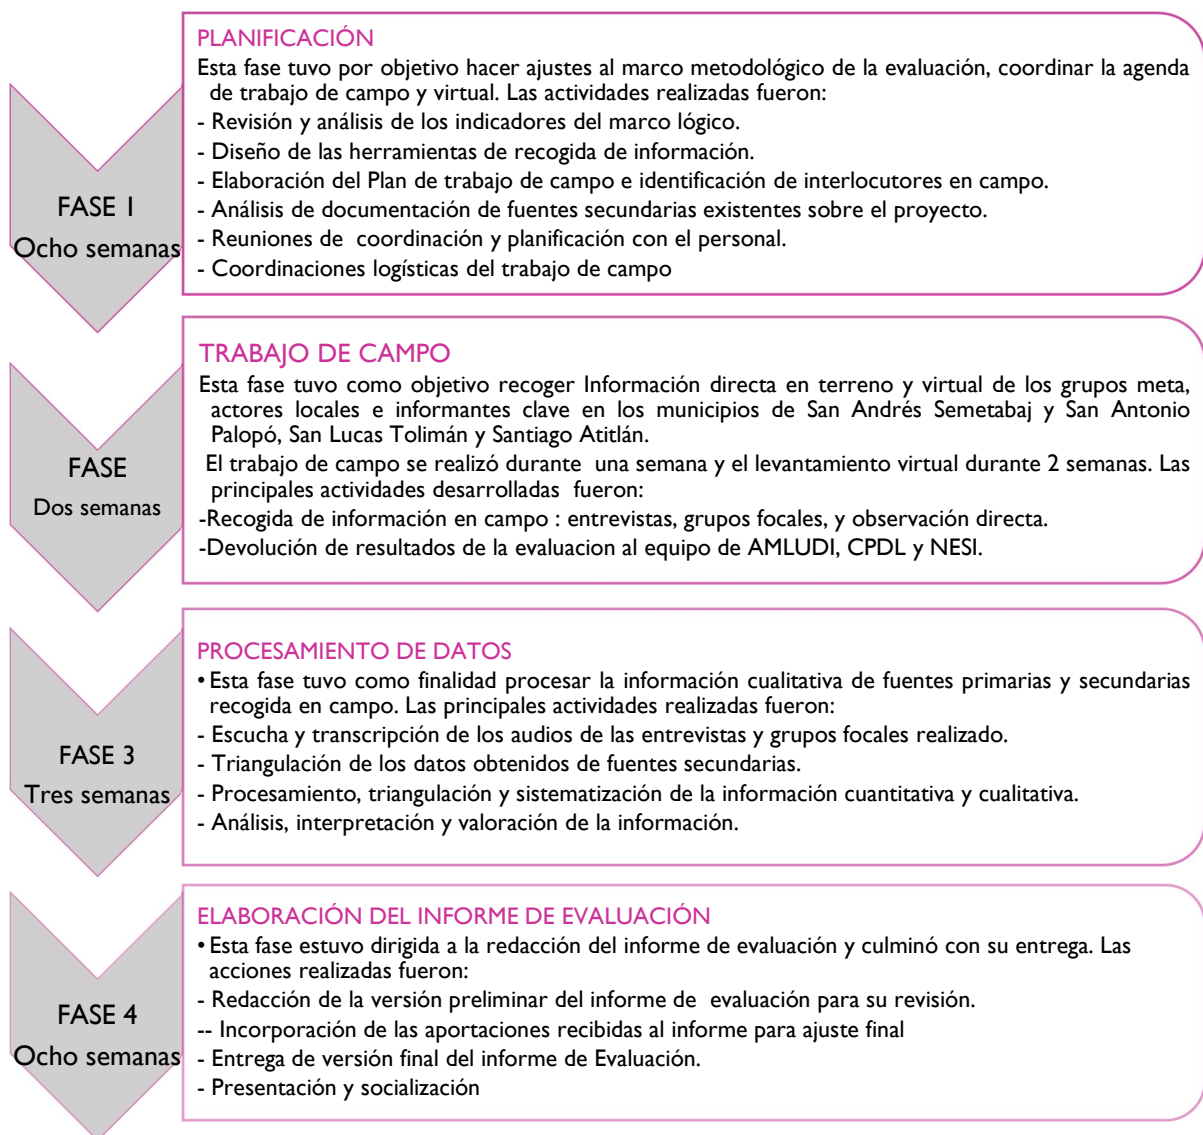 PLANIFICACIÓN
Esta fase tuvo por objetivo hacer ajustes al marco metodológico de la evaluación, coordinar la agenda
de trabajo de campo y virtual. Las actividades realizadas fueron:
- Revisión y análisis de los indicadores del marco lógico.
- Diseño de las herramientas de recogida de información.
- Elaboración del Plan de trabajo de campo e identificación de interlocutores en campo.
- Análisis de documentación de fuentes secundarias existentes sobre el proyecto.
- Reuniones de coordinación y planificación con el personal.
- Coordinaciones logísticas del trabajo de campo
FASE 1
Ocho semanas
TRABAJO DE CAMPO
Esta fase tuvo como objetivo recoger Información directa en terreno y virtual de los grupos meta,
actores locales e informantes clave en los municipios de San Andrés Semetabaj y San Antonio
Palopó, San Lucas Tolimán y Santiago Atitlán.
El trabajo de campo se realizó durante una semana y el levantamiento virtual durante 2 semanas. Las
principales actividades desarrolladas fueron:
-Recogida de información en campo : entrevistas, grupos focales, y observación directa.
-Devolución de resultados de la evaluacion al equipo de AMLUDI, CPDL y NESI.
FASE
Dos semanas
PROCESAMIENTO DE DATOS
• Esta fase tuvo como finalidad procesar la información cualitativa de fuentes primarias y secundarias
recogida en campo. Las principales actividades realizadas fueron:
- Escucha y transcripción de los audios de las entrevistas y grupos focales realizado.
- Triangulación de los datos obtenidos de fuentes secundarias.
- Procesamiento, triangulación y sistematización de la información cuantitativa y cualitativa.
- Análisis, interpretación y valoración de la información.
FASE 3
Tres semanas
ELABORACIÓN DEL INFORME DE EVALUACIÓN
• Esta fase estuvo dirigida a la redacción del informe de evaluación y culminó con su entrega. Las
acciones realizadas fueron:
- Redacción de la versión preliminar del informe de evaluación para su revisión.
-- Incorporación de las aportaciones recibidas al informe para ajuste final
- Entrega de versión final del informe de Evaluación.
- Presentación y socialización
FASE 4
Ocho semanas